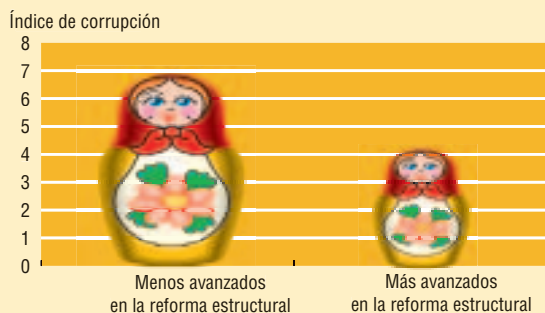 Índice de corrupción
8
7
6
5
4
3
2
1
0
Menos avanzados
en la reforma estructural
Más avanzados
en la reforma estructural